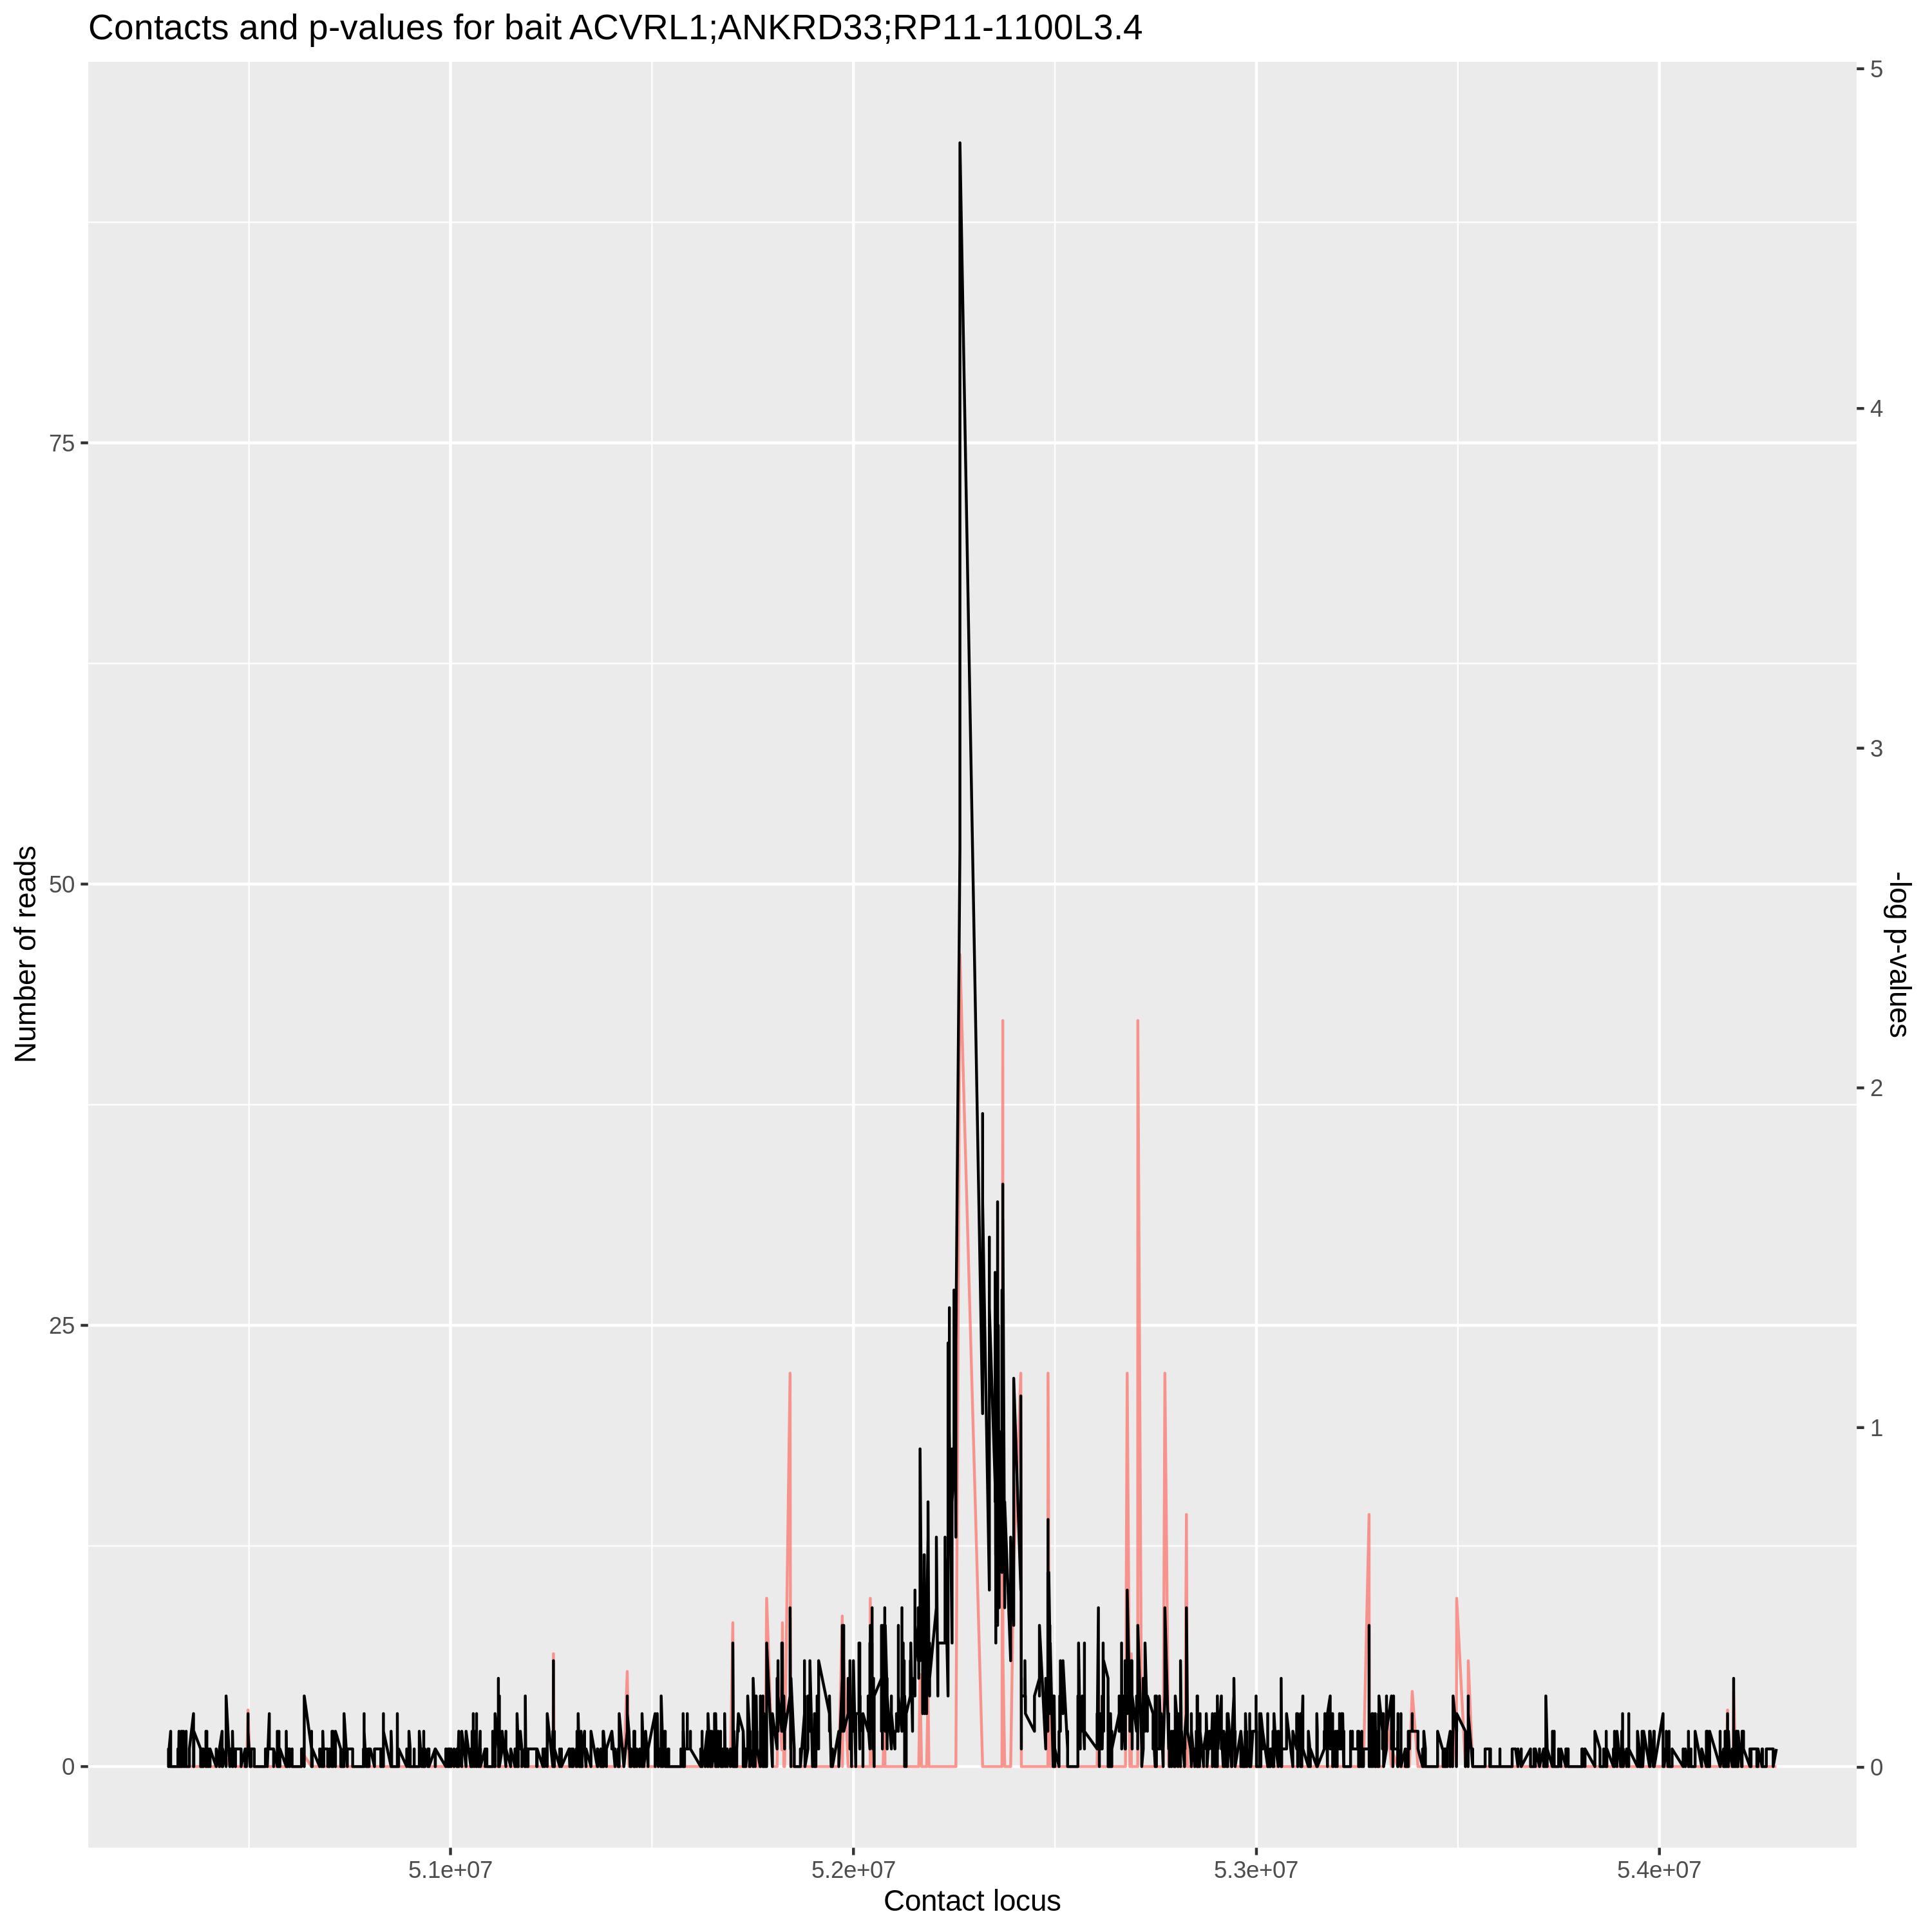 Contacts and p-values for bait ACVRL1;ANKRD33;RP11-1100L3.4
Number of reads
75
50
25
0
5
4
3
2
1
0
-log p-values
5.1e+07
5.2e+07
5.3e+07
5.4e+07
Contact locus